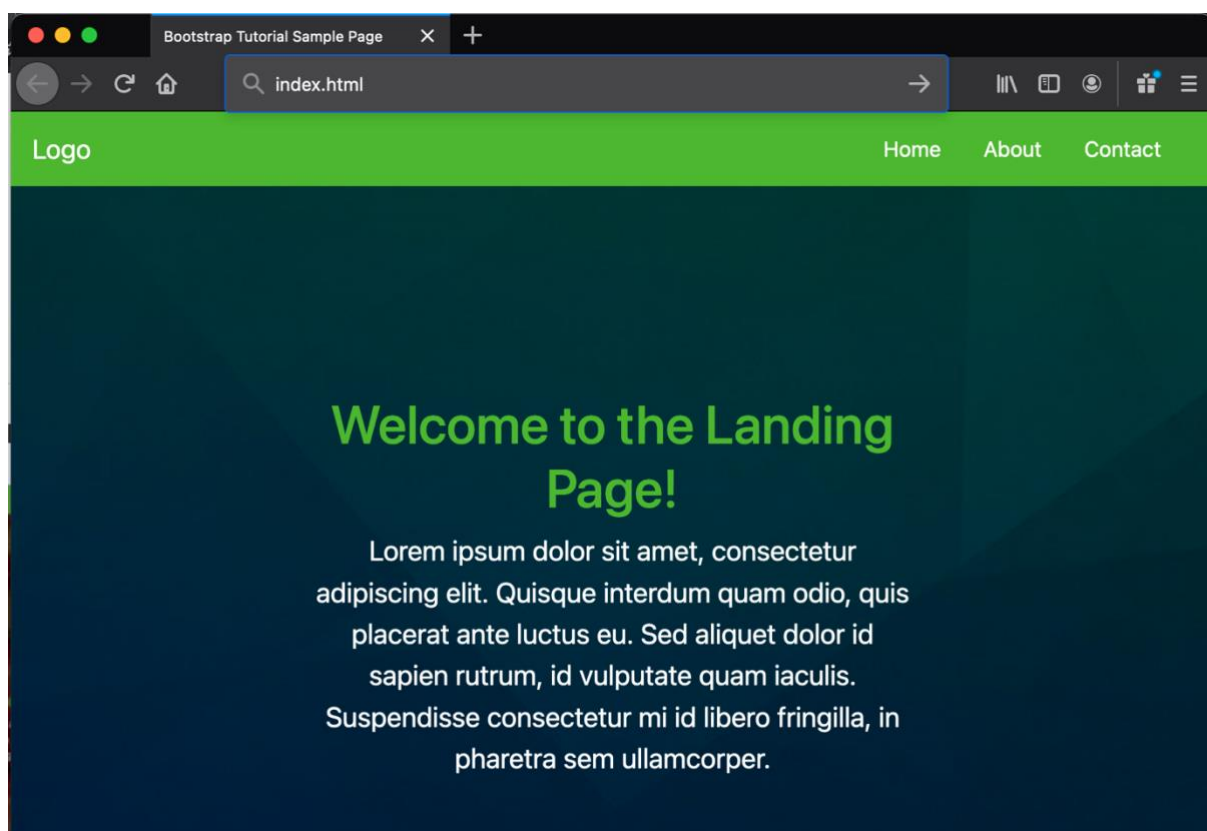 Bootstrap Tutorial Sample Page
index.html
Logo
Home About Contact
Welcome to the Landing
Page!
Lorem ipsum dolor sit amet, consectetur
adipiscing elit. Quisque interdum quam odio, quis
placerat ante luctus eu. Sed aliquet dolor id
sapien rutrum, id vulputate quam iaculis.
Suspendisse consectetur mi id libero fringilla, in
pharetra sem ullamcorper.